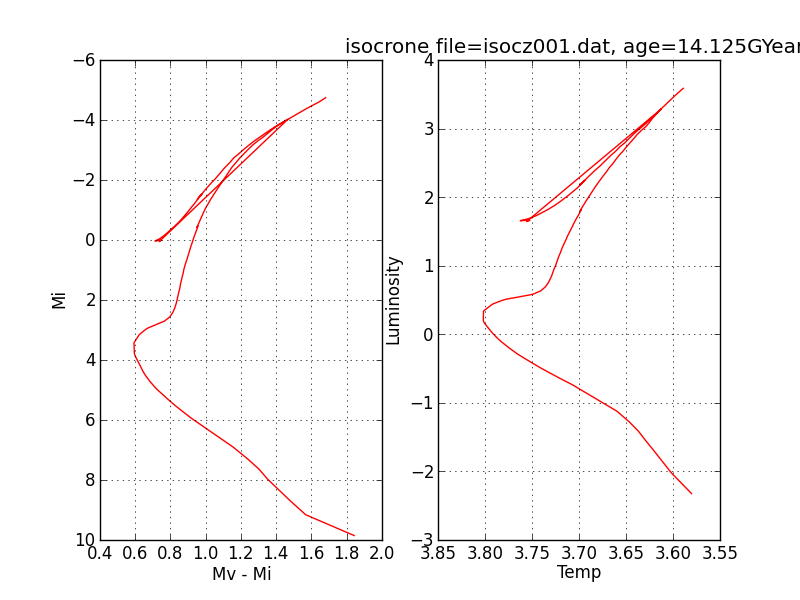 isocrone file=isocz001.dat, age=14.125GYear
−6
−4
−2
0
2
4
6
8
10
Mi
0.4 0.6 0.8 1.0 1.2 1.4 1.6 1.8 2.0
Mv - Mi
4
3
2
1
0
−1
−2
−3
Luminosity
3.85 3.80 3.75 3.70 3.65 3.60 3.55
Temp